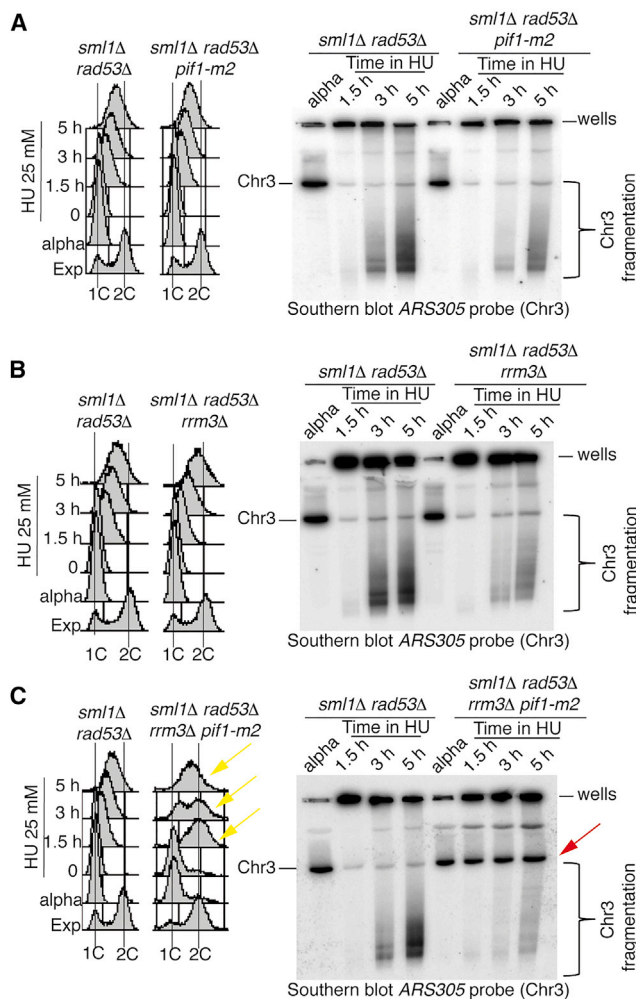 A
sml1Δ rad53Δ
sml1Δ rad53Δ pif1-m2
HU 25 mM
5 h
3 h
1.5 h
0
alpha
Exp
1C 2C 1C 2C
sml1Δ rad53Δ
sml1Δ rad53Δ pif1-m2
Time in HU Time in HU
alpha 1.5 h 3 h 5 h alpha 1.5 h 3 h 5 h
wells
Chr3
Chr3 fragmentation
Southern blot ARS305 probe (Chr3)
B
sml1Δ rad53Δ
sml1Δ rad53Δ rrm3Δ
HU 25 mM
5 h
3 h
1.5 h
0
alpha
Exp
1C 2C 1C 2C
sml1Δ rad53Δ
sml1Δ rad53Δ rrm3Δ
Time in HU Time in HU
alpha 1.5 h 3 h 5 h alpha 1.5 h 3 h 5 h
wells
Chr3
Chr3 fragmentation
Southern blot ARS305 probe (Chr3)
C
sml1Δ rad53Δ
sml1Δ rad53Δ rrm3Δ pif1-m2
HU 25 mM
5 h
3 h
1.5 h
0
alpha
Exp
1C 2C 1C 2C
sml1Δ rad53Δ
sml1Δ rad53Δ rrm3Δ pif1-m2
Time in HU Time in HU
alpha 1.5 h 3 h 5 h alpha 1.5 h 3 h 5 h
wells
Chr3
Chr3 fragmentation
Southern blot ARS305 probe (Chr3)